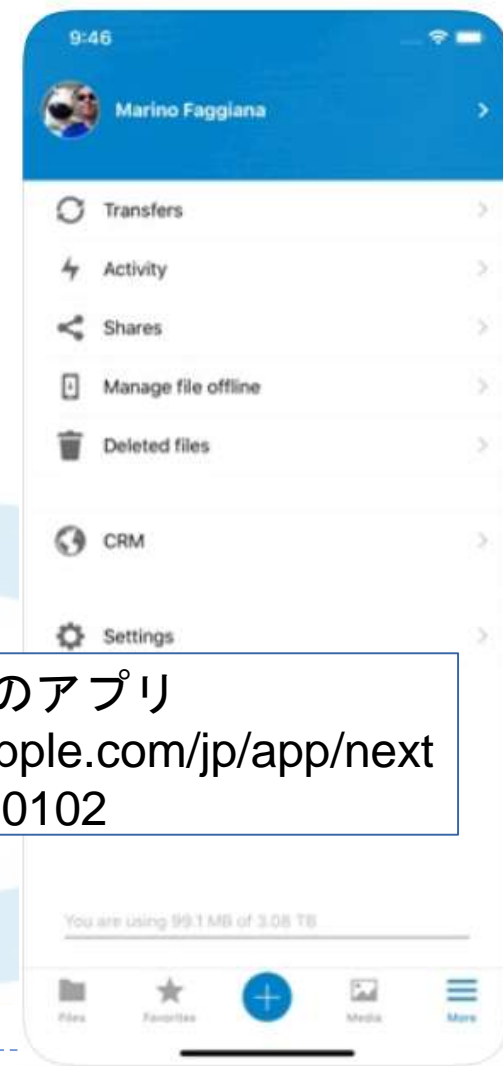 9:46
Marino Faggiana
Transfers
Activity
Shares
Manage file offline
Deleted files
CRM
Settings
のアプリ
pple.com/jp/app/next
0102
You are using 99.1 MB of 3.08 TB
Files
Favorites
Media
More